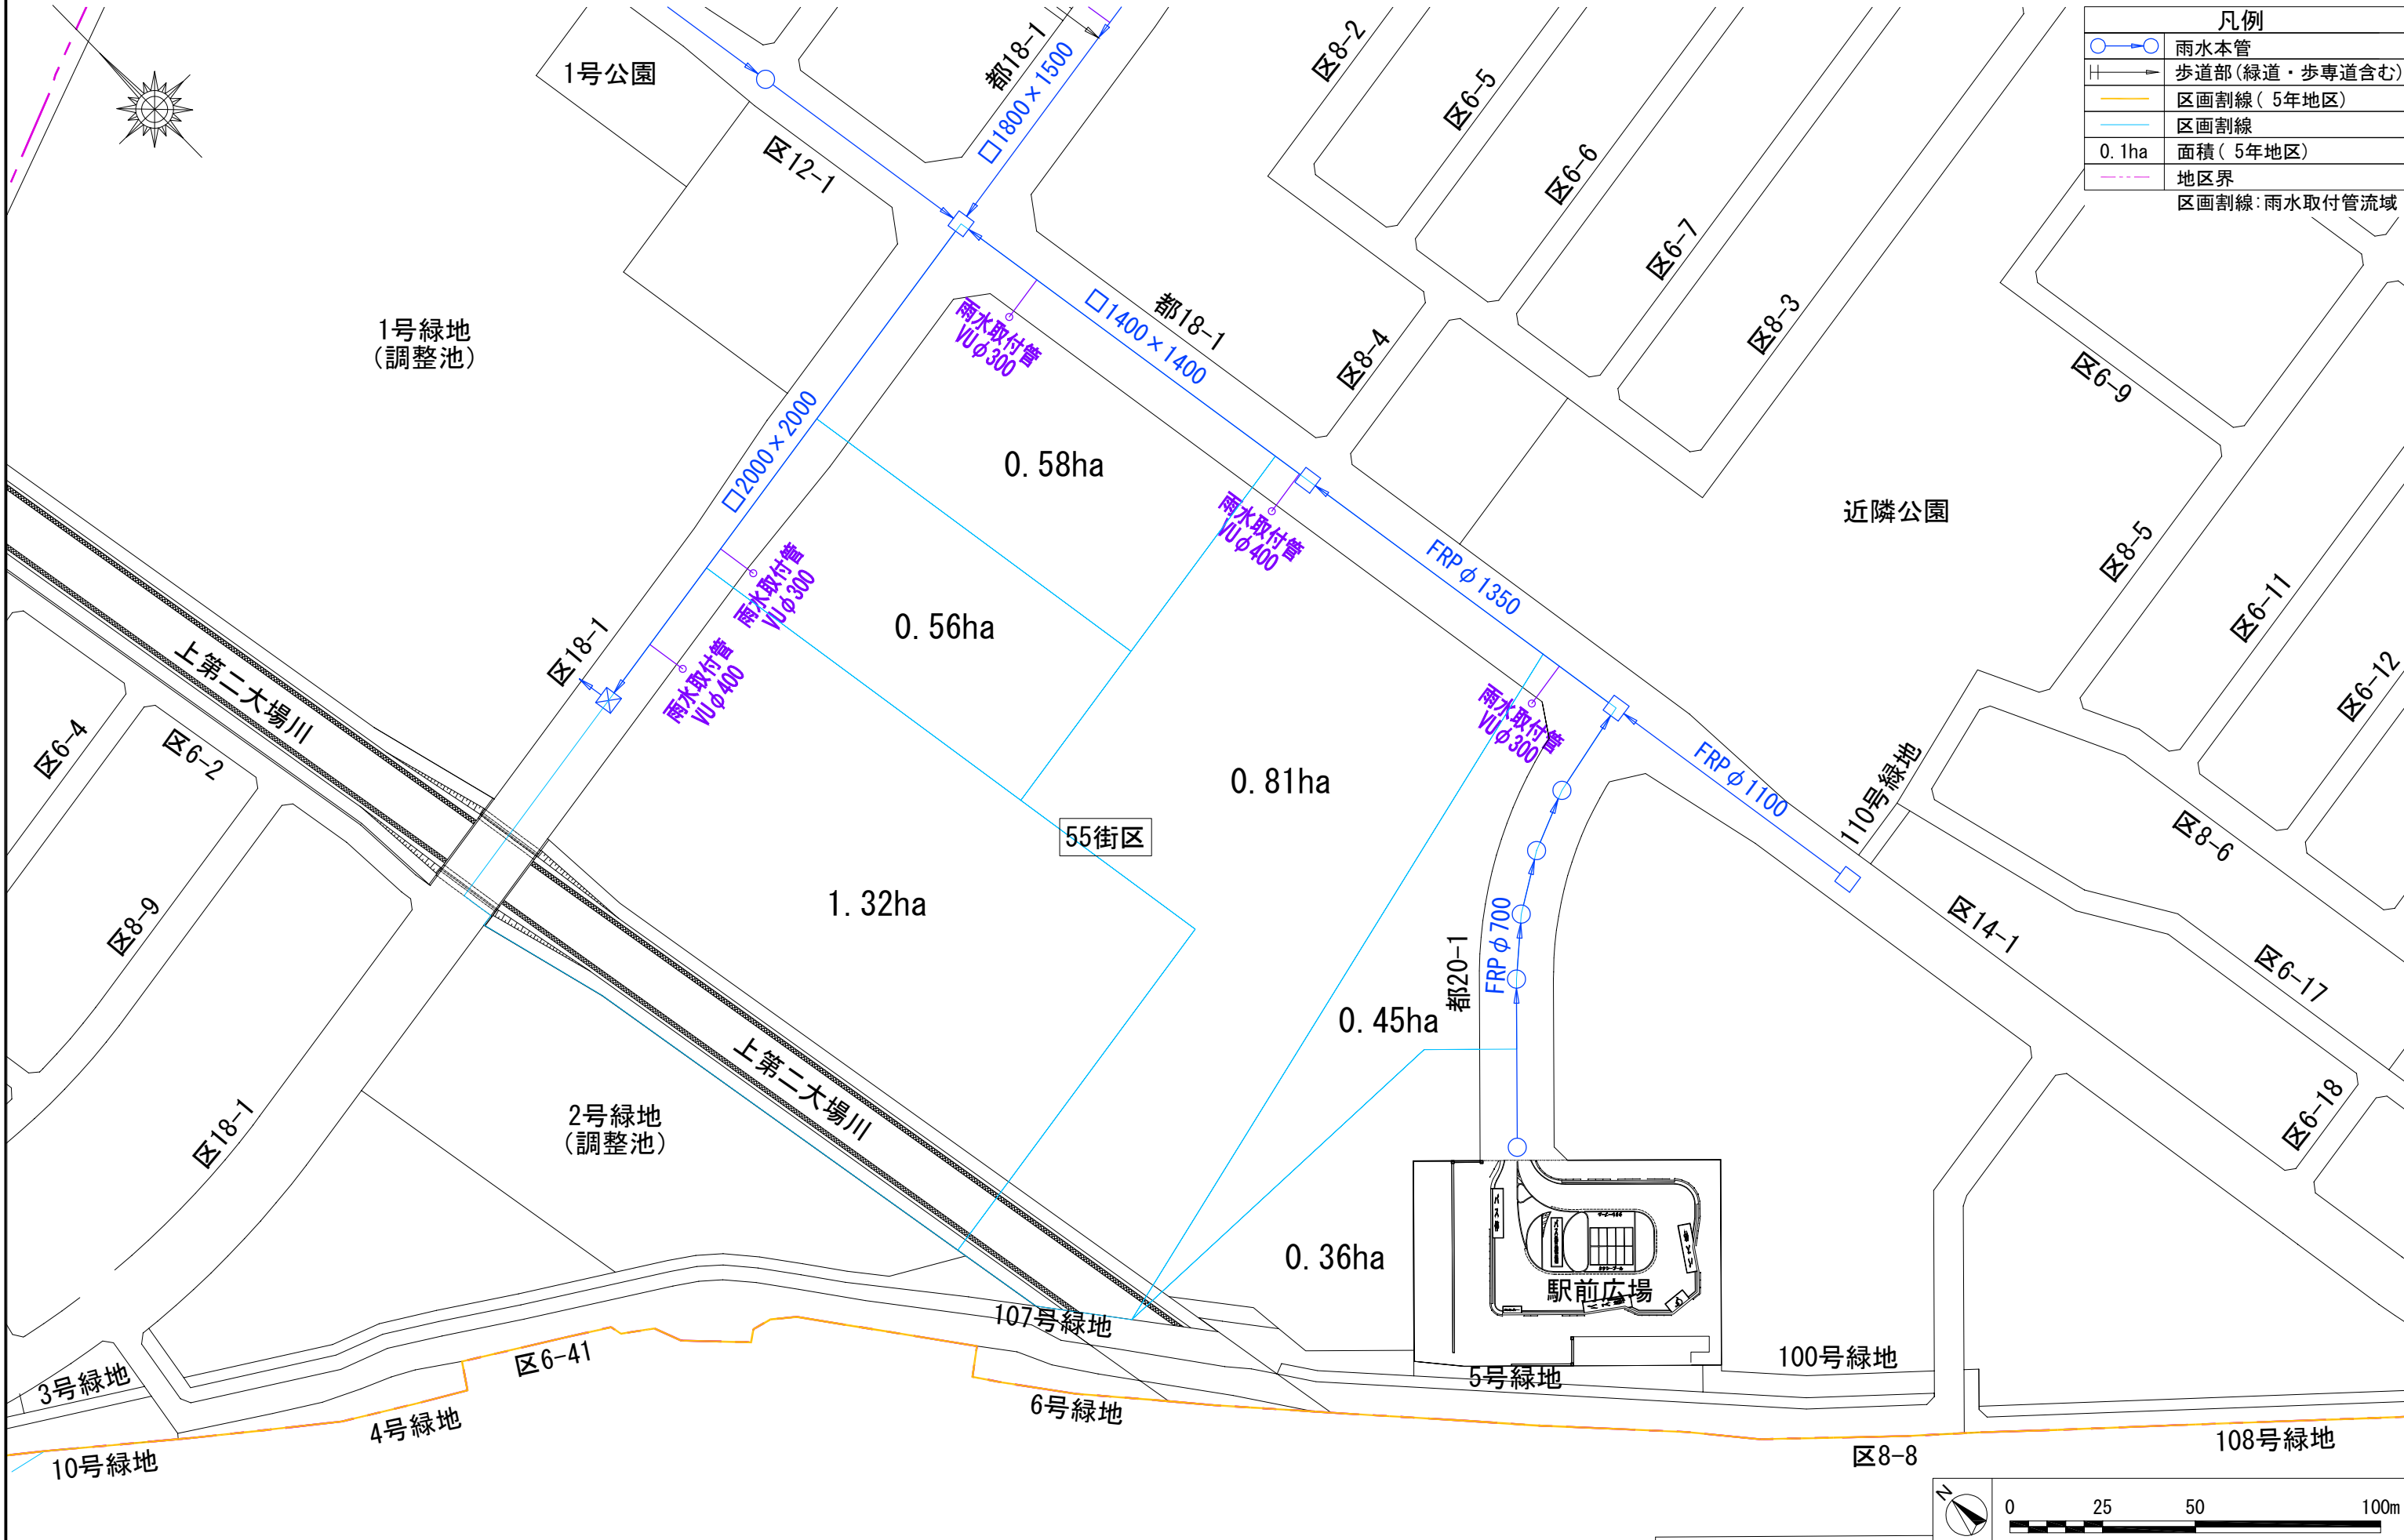 凡例
雨水本管
歩道部(緑道・歩専道含む)
区画割線( 5年地区)
区画割線
0.1ha 面積( 5年地区)
地区界
区画割線:雨水取付管流域
1号公園
都18-1
□1800×1500
区8-2
区6-5
区6-6
区6-7
区8-3
区12-1
1号緑地
(調整池)
雨水取付管
VUφ300
□1400×1400
都18-1
区8-4
区6-9
□2000×2000
0.58ha
雨水取付管
VUφ400
近隣公園
FRPφ1350
区8-5
区6-11
区6-12
雨水取付管
VUφ300
0.56ha
区18-1
雨水取付管
VUφ400
上第二大場川
区6-4
区6-2
雨水取付管
VUφ300
FRPφ1100
110号緑地
区8-6
0.81ha
55街区
1.32ha
区8-9
都20-1
FRPφ700
区14-1
区6-17
0.45ha
上第二大場川
2号緑地
(調整池)
区18-1
区6-18
0.36ha
駅前広場
107号緑地
区6-41
3号緑地
4号緑地
10号緑地
6号緑地
5号緑地
100号緑地
区8-8
108号緑地
N
0 25 50 100m